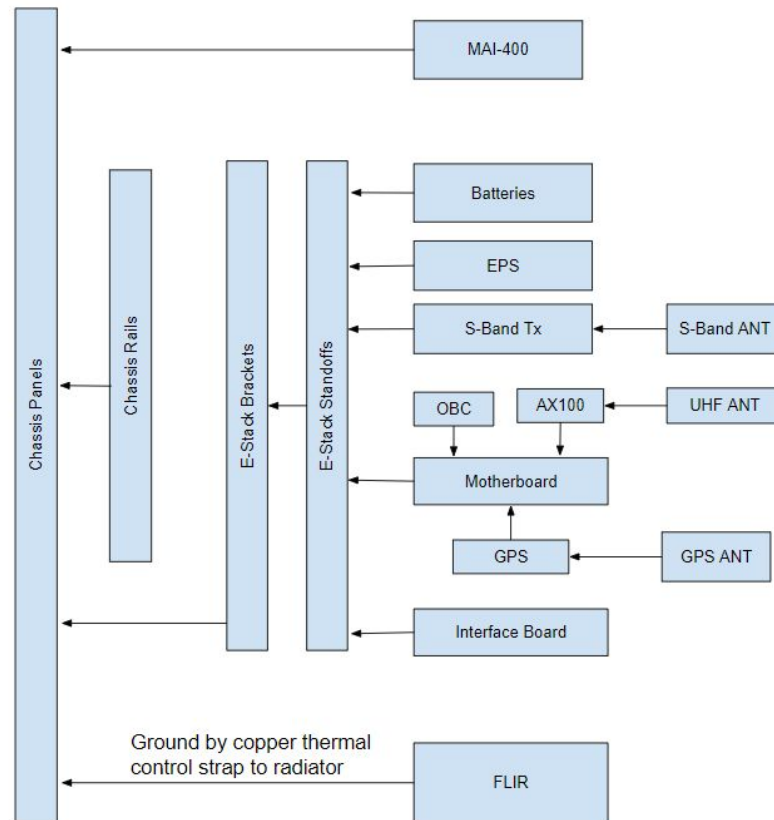 MAI-400
Batteries
EPS
S-Band Tx
S-Band ANT
OBC
AX100
UHF ANT
Motherboard
GPS
GPS ANT
Interface Board
Chassis Panels
Chassis Rails
E-Stack Brackets
E-Stack Standoffs
Ground by copper thermal
control strap to radiator
FLIR